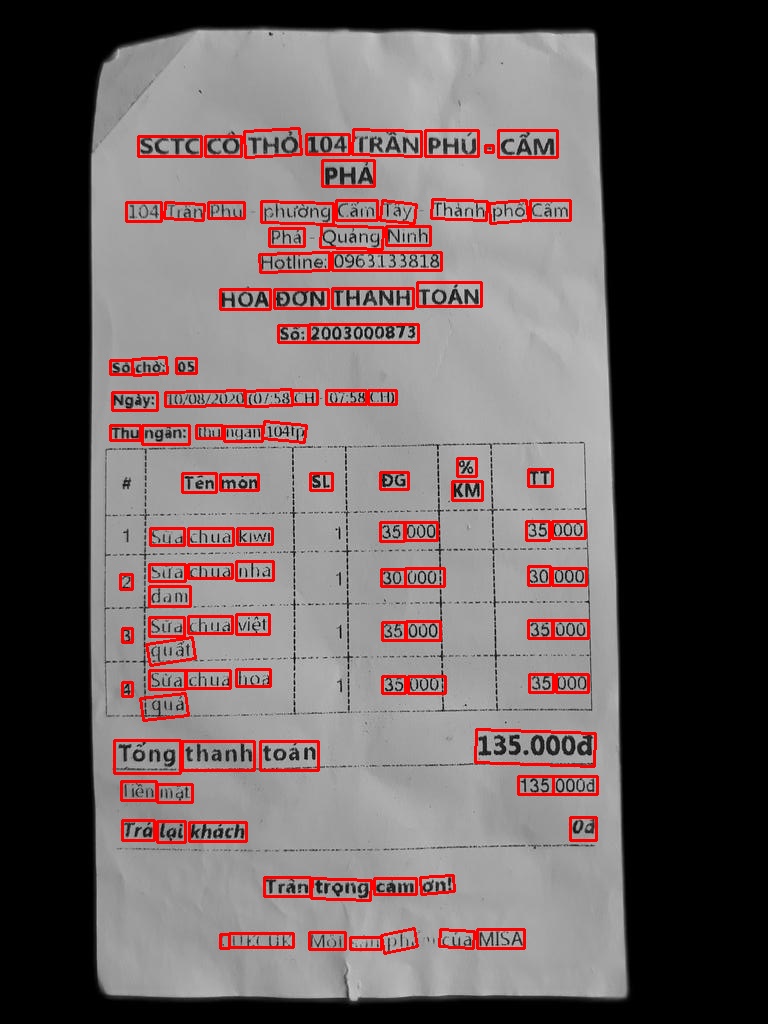 SCTC CÔ THỎ 104 TRẦN PHÚ - CẨM
PHẢ
104 Trần Phú - phường Cẩm Tây - Thành phố Cẩm
Phả - Quảng Ninh
Hotline: 0963133818
HÓA ĐƠN THANH TOÁN
Số: 2003000873
Số chờ: 05
Ngày: 10/08/2020 (07:58 CH - 07:58 CH)
Thu ngân: thu ngan 104tp
# Tên món SL ĐG % KM TT
1 Sữa chua kiwi 1 35.000 35.000
2 Sữa chua nha 1 30.000 30.000
đam
3 Sữa chua việt 1 35.000 35.000
quất
4 Sữa chua hoa 1 35.000 35.000
quả
Tổng thanh toán 135.000đ
Tiền mặt 135.000đ
Trả lại khách 0đ
Trân trọng cảm ơn!
CUKCUK - Một sản phẩm của MISA